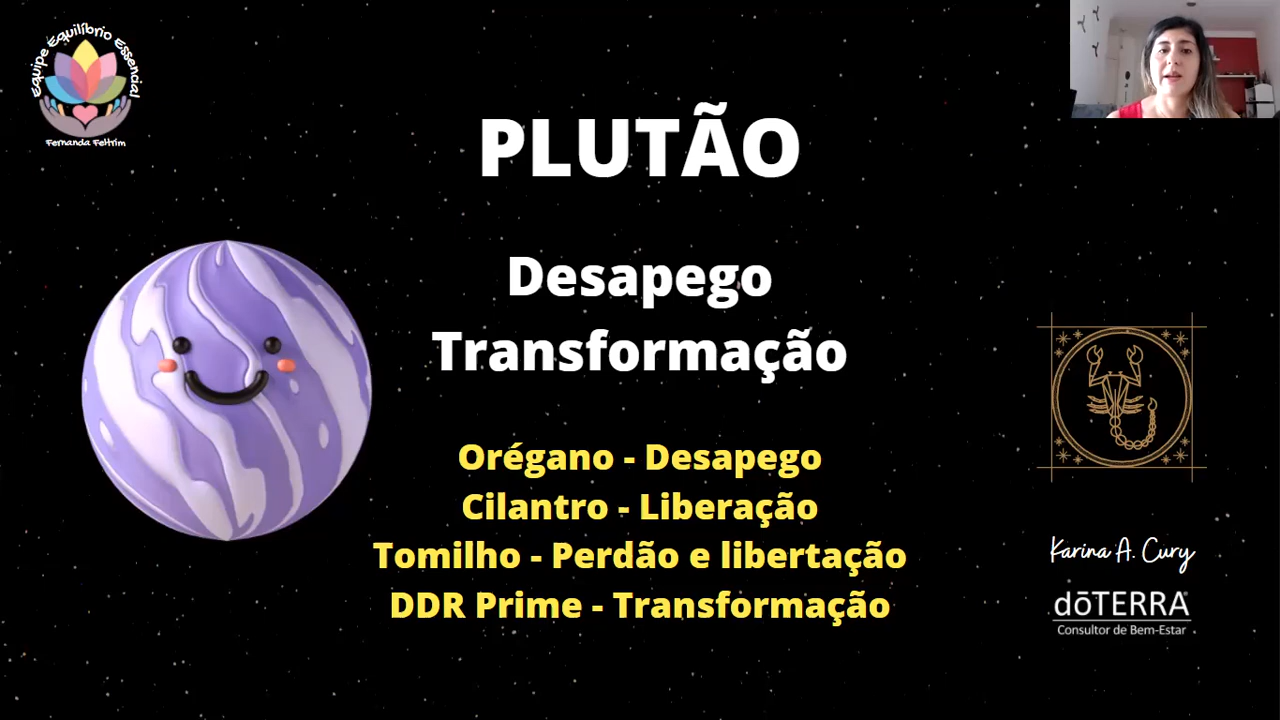 Equipe Equilíbrio Essencial
Fernanda Feltrim
PLUTÃO
Desapego
Transformação
Orégano - Desapego
Cilantro - Liberação
Tomilho - Perdão e libertação
DDR Prime - Transformação
Karina A. Cury
dōTERRA
Consultor de Bem-Estar